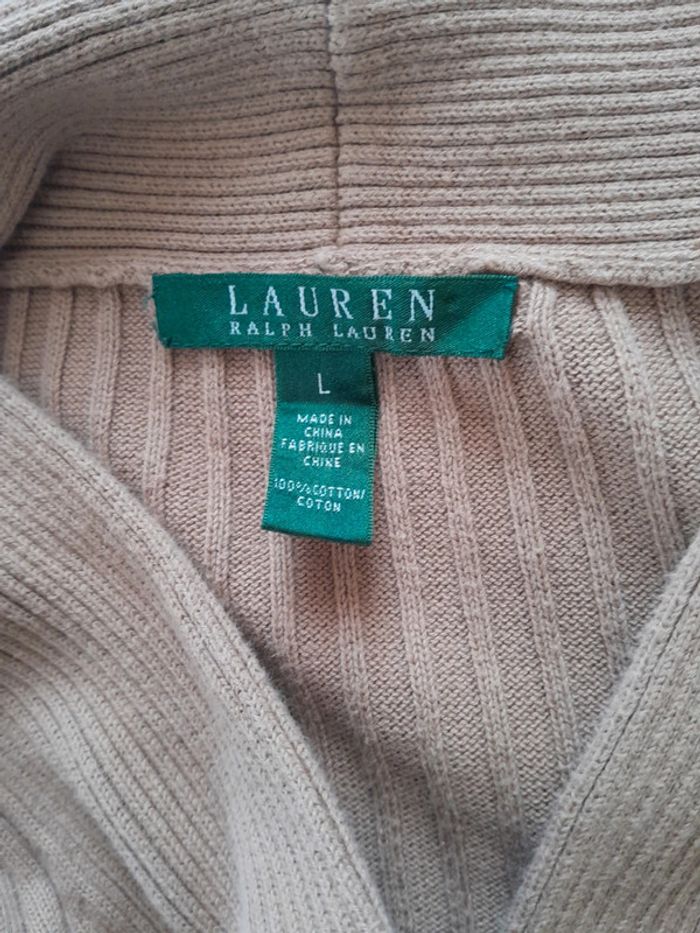 LAUREN
RALPH LAUREN
L
MADE IN
CHINA
FABRIQUE EN
CHINE
100% COTTON/
COTON